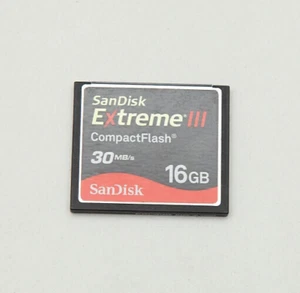 SanDisk
Extreme III
CompactFlash®
30MB/s
16GB
SanDisk